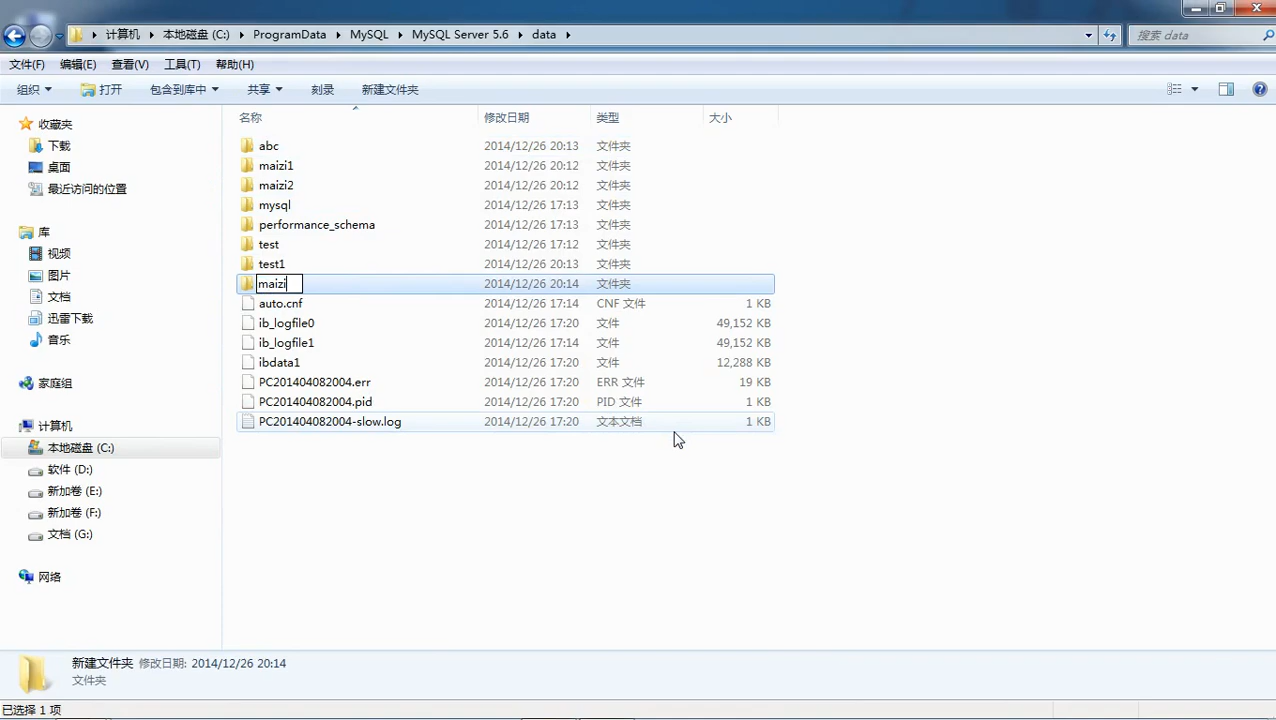 计算机 本地磁盘 (C:) ProgramData MySQL MySQL Server 5.6 data 搜索 data
文件(F) 编辑(E) 查看(V) 工具(T) 帮助(H)
组织 打开 包含到库中 共享 刻录 新建文件夹
收藏夹
下载
桌面
最近访问的位置
库
视频
图片
文档
迅雷下载
音乐
家庭组
计算机
本地磁盘 (C:)
软件 (D:)
新加卷 (E:)
新加卷 (F:)
文档 (G:)
网络
名称 修改日期 类型 大小
abc 2014/12/26 20:13 文件夹
maizi1 2014/12/26 20:12 文件夹
maizi2 2014/12/26 20:12 文件夹
mysql 2014/12/26 17:13 文件夹
performance_schema 2014/12/26 17:13 文件夹
test 2014/12/26 17:12 文件夹
test1 2014/12/26 20:13 文件夹
maizi 2014/12/26 20:14 文件夹
auto.cnf 2014/12/26 17:14 CNF 文件 1 KB
ib_logfile0 2014/12/26 17:20 文件 49,152 KB
ib_logfile1 2014/12/26 17:14 文件 49,152 KB
ibdata1 2014/12/26 17:20 文件 12,288 KB
PC201404082004.err 2014/12/26 17:20 ERR 文件 19 KB
PC201404082004.pid 2014/12/26 17:20 PID 文件 1 KB
PC201404082004-slow.log 2014/12/26 17:20 文本文档 1 KB
新建文件夹 修改日期: 2014/12/26 20:14
文件夹
已选择 1 项